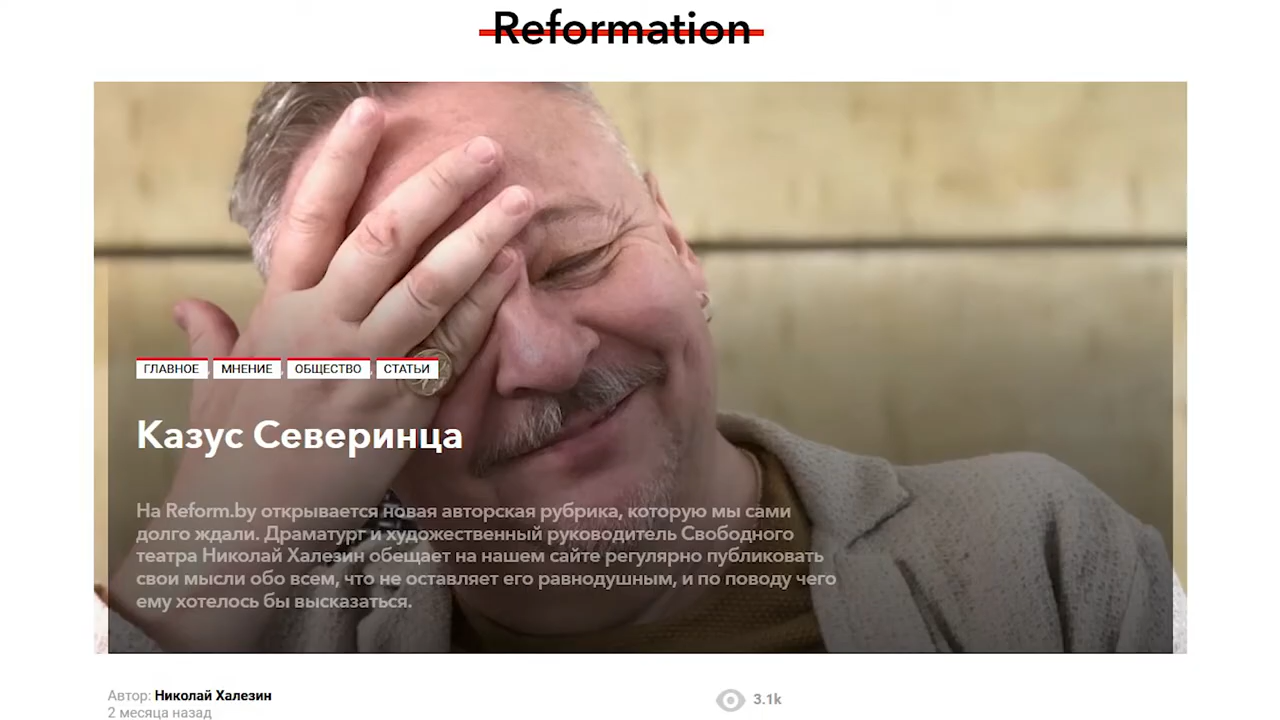 Reformation
ГЛАВНОЕ, МНЕНИЕ, ОБЩЕСТВО, СТАТЬИ
Казус Северинца
На Reform.by открывается новая авторская рубрика, которую мы сами
долго ждали. Драматург и художественный руководитель Свободного
театра Николай Халезин обещает на нашем сайте регулярно публиковать
свои мысли обо всем, что не оставляет его равнодушным, и по поводу чего
ему хотелось бы высказаться.
Автор: Николай Халезин
3.1k
2 месяца назад